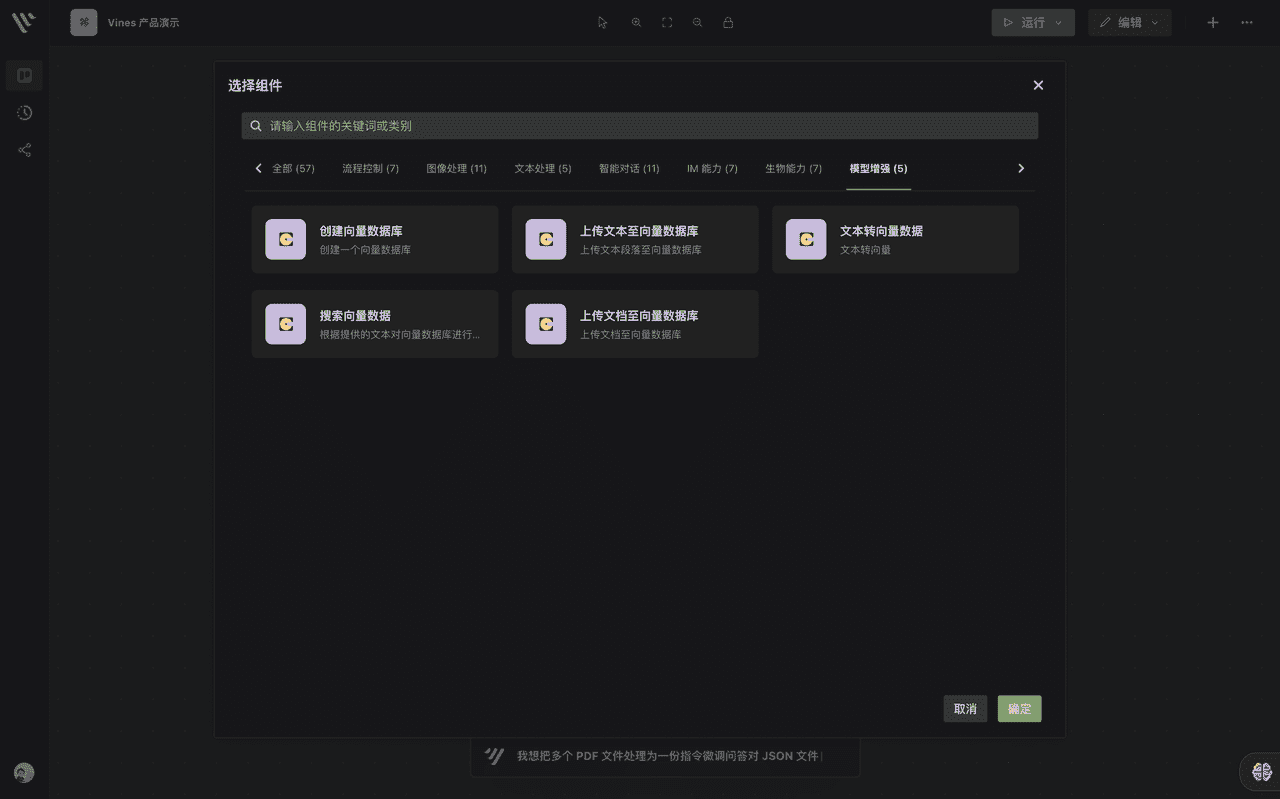 Vines 产品演示
运行
编辑
选择组件
请输入组件的关键词或类别
全部 (57)
流程控制 (7)
图像处理 (11)
文本处理 (5)
智能对话 (11)
IM 能力 (7)
生物能力 (7)
模型增强 (5)
创建向量数据库
创建一个向量数据库
上传文本至向量数据库
上传文本段落至向量数据库
文本转向量数据
文本转向量
搜索向量数据
根据提供的文本对向量数据库进行...
上传文档至向量数据库
上传文档至向量数据库
取消
确定
我想把多个 PDF 文件处理为一份指令微调问答对 JSON 文件